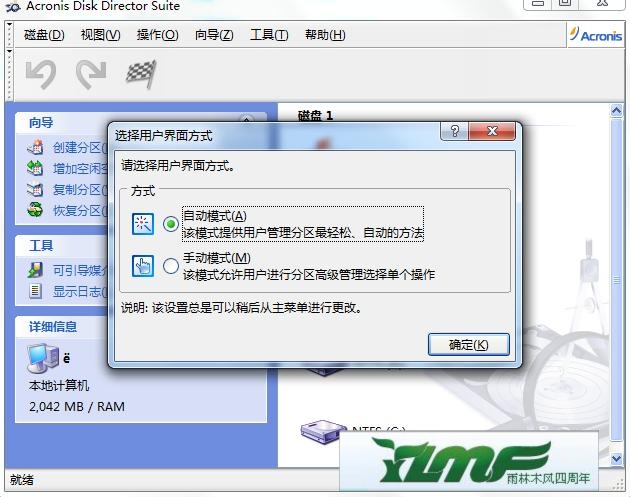 Acronis Disk Director Suite
磁盘(D) 视图(V) 操作(O) 向导(Z) 工具(T) 帮助(H)
Acronis
向导
磁盘 1
创建分区(
增加空闲空
复制分区(
恢复分区(
工具
可引导媒介
显示日志(
详细信息
ë
本地计算机
2,042 MB / RAM
选择用户界面方式
请选择用户界面方式。
方式
自动模式(A)
该模式提供用户管理分区最轻松、自动的方法
手动模式(M)
该模式允许用户进行分区高级管理选择单个操作
说明: 该设置总是可以稍后从主菜单进行更改。
确定(K)
NTFS (C:)
YLMF
雨林木风四周年
就绪